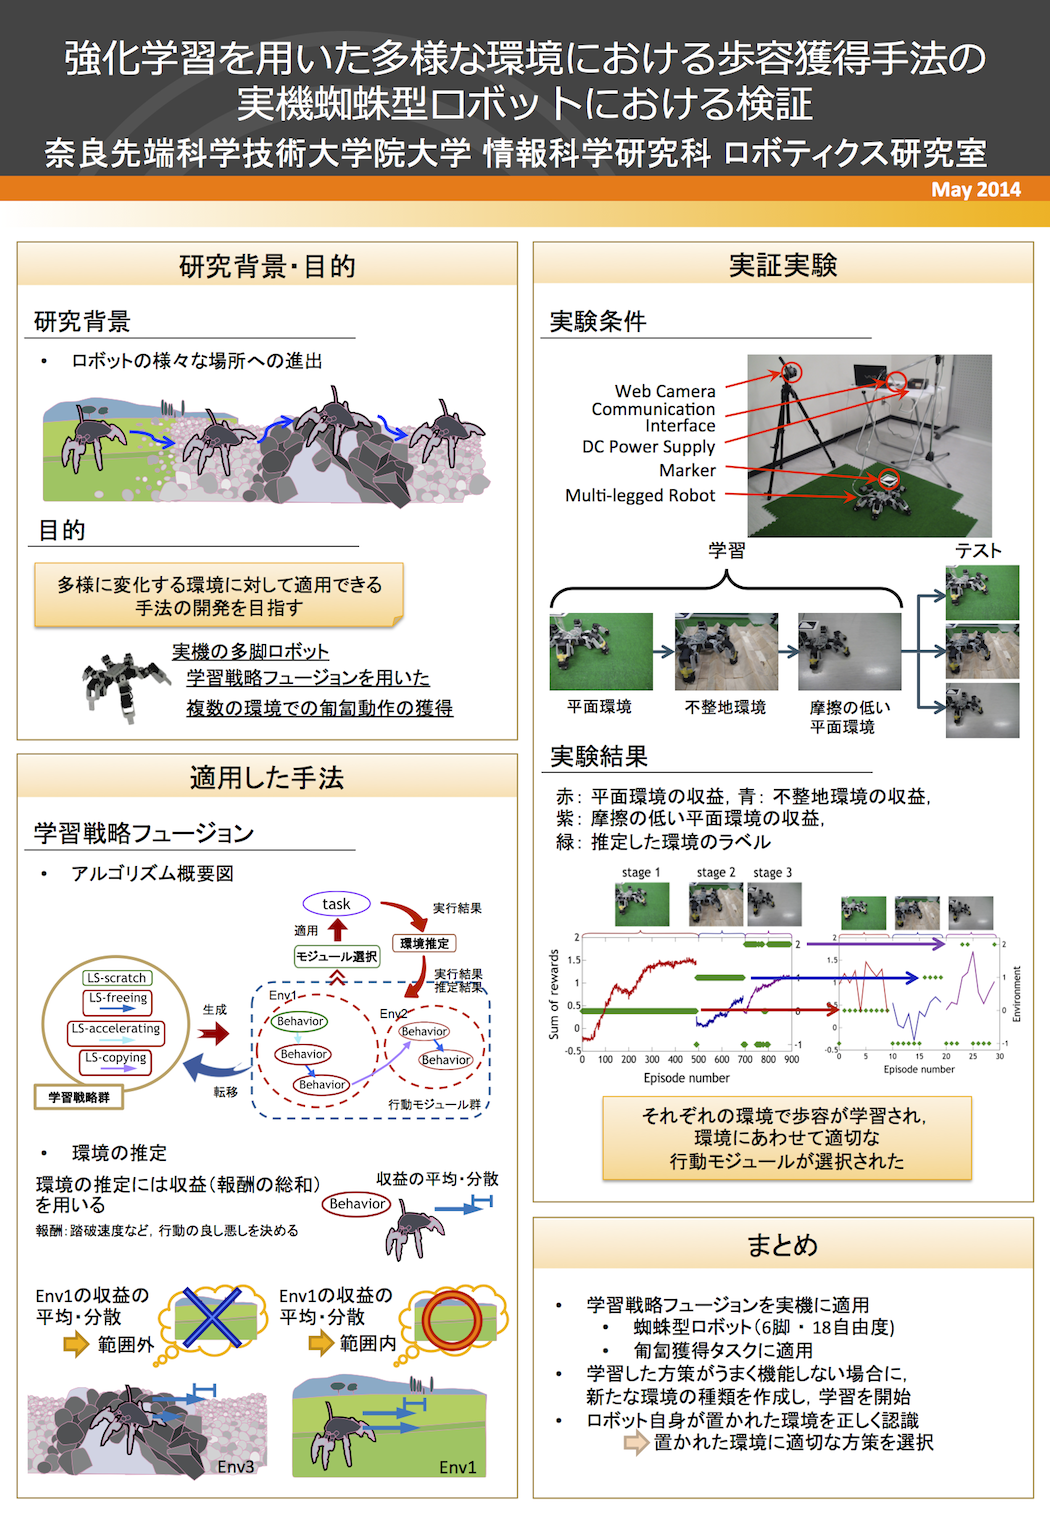 強化学習を用いた多様な環境における歩容獲得手法の
実機蜘蛛型ロボットにおける検証
奈良先端科学技術大学院大学 情報科学研究科 ロボティクス研究室
May 2014
研究背景・目的
研究背景
• ロボットの様々な場所への進出
目的
多様に変化する環境に対して適用できる
手法の開発を目指す
実機の多脚ロボット
学習戦略フュージョンを用いた
複数の環境での匍匐動作の獲得
適用した手法
学習戦略フュージョン
• アルゴリズム概要図
task
実行結果
適用
モジュール選択
環境推定
実行結果
推定結果
LS-scratch
LS-freeing
LS-accelerating
LS-copying
学習戦略群
生成
転移
Env1
Behavior
Behavior
Behavior
Env2
Behavior
Behavior
行動モジュール群
• 環境の推定
環境の推定には収益（報酬の総和）
を用いる
報酬：踏破速度など，行動の良し悪しを決める
収益の平均・分散
Behavior
Env1の収益の
平均・分散
範囲外
Env1の収益の
平均・分散
範囲内
Env3
Env1
実証実験
実験条件
Web Camera
Communication
Interface
DC Power Supply
Marker
Multi-legged Robot
学習
テスト
平面環境
不整地環境
摩擦の低い
平面環境
実験結果
赤： 平面環境の収益，青： 不整地環境の収益，
紫： 摩擦の低い平面環境の収益，
緑： 推定した環境のラベル
stage 1
stage 2
stage 3
Sum of rewards
2
1.5
1
0.5
0
-0.5
0 100 200 300 400 500 600 700 800 900
Episode number
2
1
0
-1
2
1.5
1
0.5
0
-0.5
0 5 10 15 20 25 30
Episode number
2
1
0
-1
Environment
それぞれの環境で歩容が学習され，
環境にあわせて適切な
行動モジュールが選択された
まとめ
• 学習戦略フュージョンを実機に適用
• 蜘蛛型ロボット（6脚・18自由度)
• 匍匐獲得タスクに適用
• 学習した方策がうまく機能しない場合に，
新たな環境の種類を作成し，学習を開始
• ロボット自身が置かれた環境を正しく認識
置かれた環境に適切な方策を選択